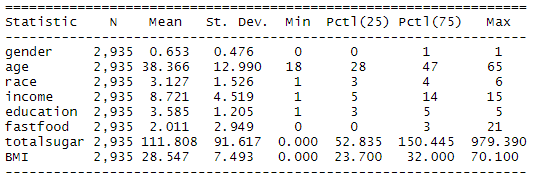 ==========================================================
Statistic N Mean St. Dev. Min Pctl(25) Pctl(75) Max
----------------------------------------------------------
gender 2,935 0.653 0.476 0 0 1 1
age 2,935 38.366 12.990 18 28 47 65
race 2,935 3.127 1.526 1 3 4 6
income 2,935 8.721 4.519 1 5 14 15
education 2,935 3.585 1.205 1 3 5 5
fastfood 2,935 2.011 2.949 0 0 3 21
totalsugar 2,935 111.808 91.617 0.000 52.835 150.445 979.390
BMI 2,935 28.547 7.493 0.000 23.700 32.000 70.100
----------------------------------------------------------